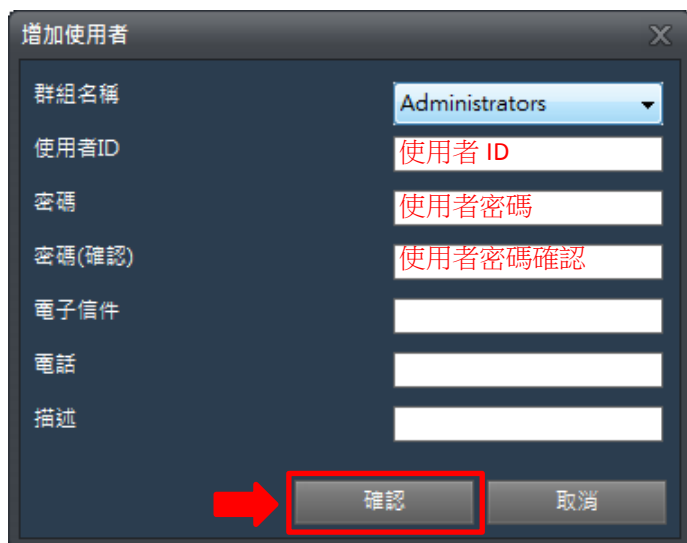 增加使用者
群組名稱 Administrators
使用者ID 使用者 ID
密碼 使用者密碼
密碼(確認) 使用者密碼確認
電子信件
電話
描述
確認 取消